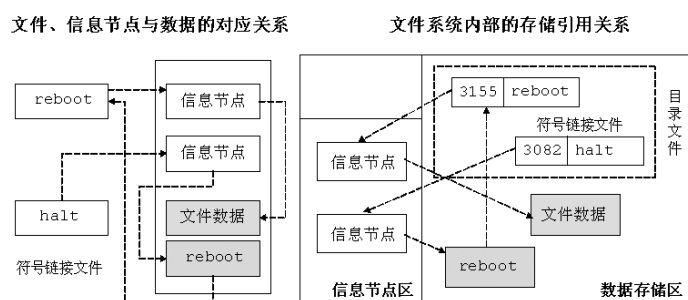 文件、信息节点与数据的对应关系
reboot
信息节点
信息节点
halt
文件数据
符号链接文件
reboot
文件系统内部的存储引用关系
3155 reboot
符号链接文件
3082 halt
目录文件
信息节点
文件数据
信息节点
reboot
信息节点区
数据存储区